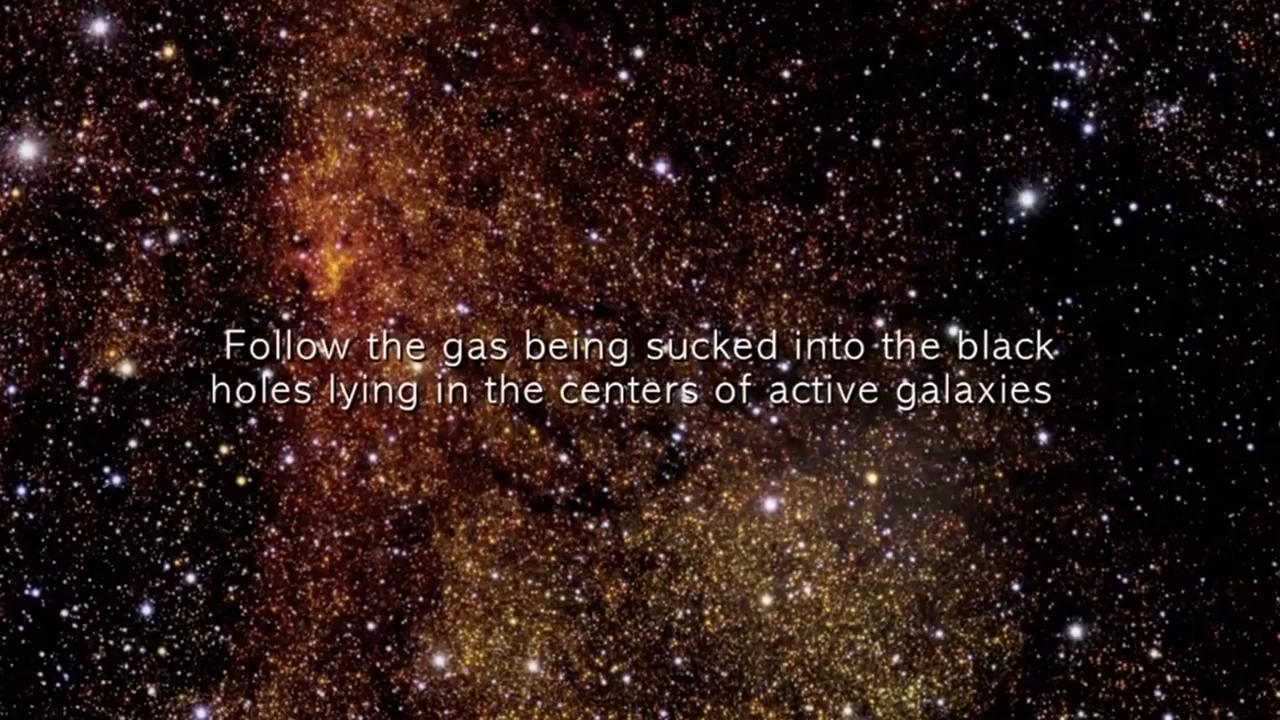 Follow the gas being sucked into the black
holes lying in the centers of active galaxies